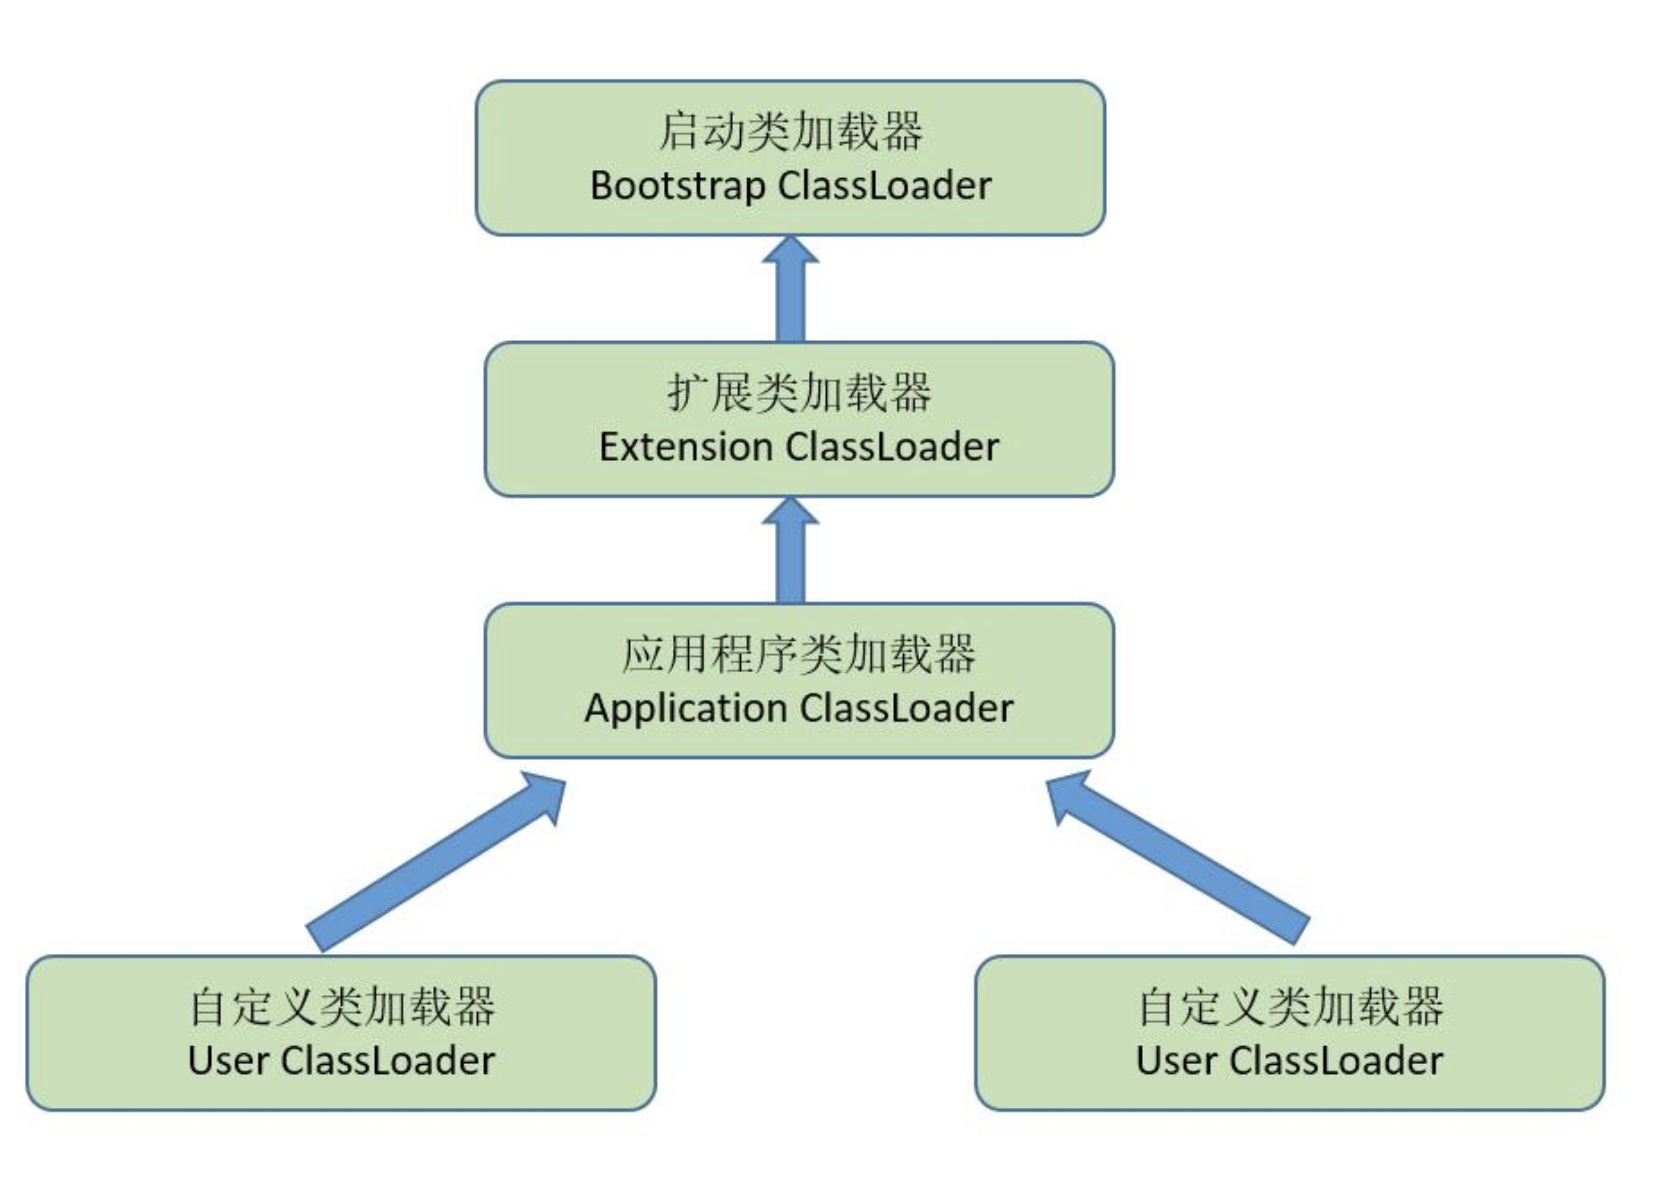 启动类加载器
Bootstrap ClassLoader
扩展类加载器
Extension ClassLoader
应用程序类加载器
Application ClassLoader
自定义类加载器
User ClassLoader
自定义类加载器
User ClassLoader